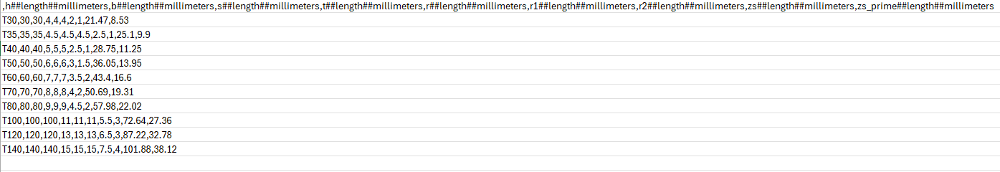 ,h##length##millimeters,b##length##millimeters,s##length##millimeters,t##length##millimeters,r##length##millimeters,r1##length##millimeters,r2##length##millimeters,zs##length##millimeters,zs_prime##length##millimeters
T30,30,30,4,4,4,2,1,21.47,8.53
T35,35,35,4.5,4.5,4.5,2.5,1,25.1,9.9
T40,40,40,5,5,5,2.5,1,28.75,11.25
T50,50,50,6,6,6,3,1.5,36.05,13.95
T60,60,60,7,7,7,3.5,2,43.4,16.6
T70,70,70,8,8,8,4,2,50.69,19.31
T80,80,80,9,9,9,4.5,2,57.98,22.02
T100,100,100,11,11,11,5.5,3,72.64,27.36
T120,120,120,13,13,13,6.5,3,87.22,32.78
T140,140,140,15,15,15,7.5,4,101.88,38.12